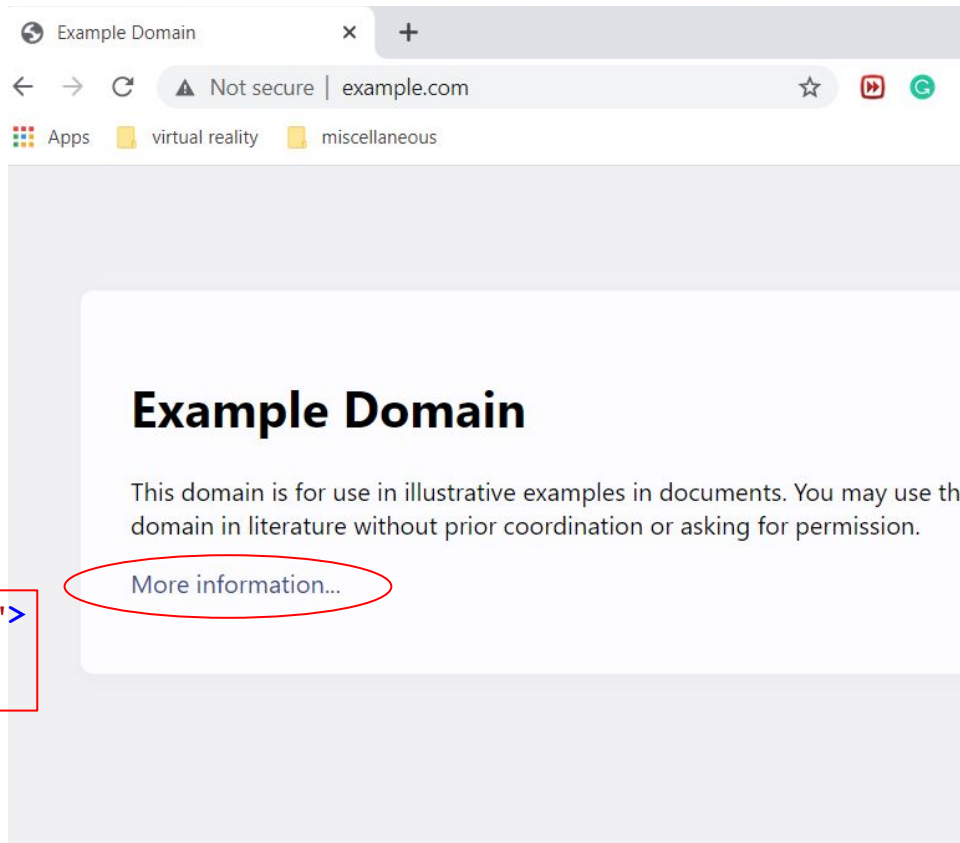 Example Domain
Not secure | example.com
Apps virtual reality miscellaneous
Example Domain
This domain is for use in illustrative examples in documents. You may use th
domain in literature without prior coordination or asking for permission.
More information...
">